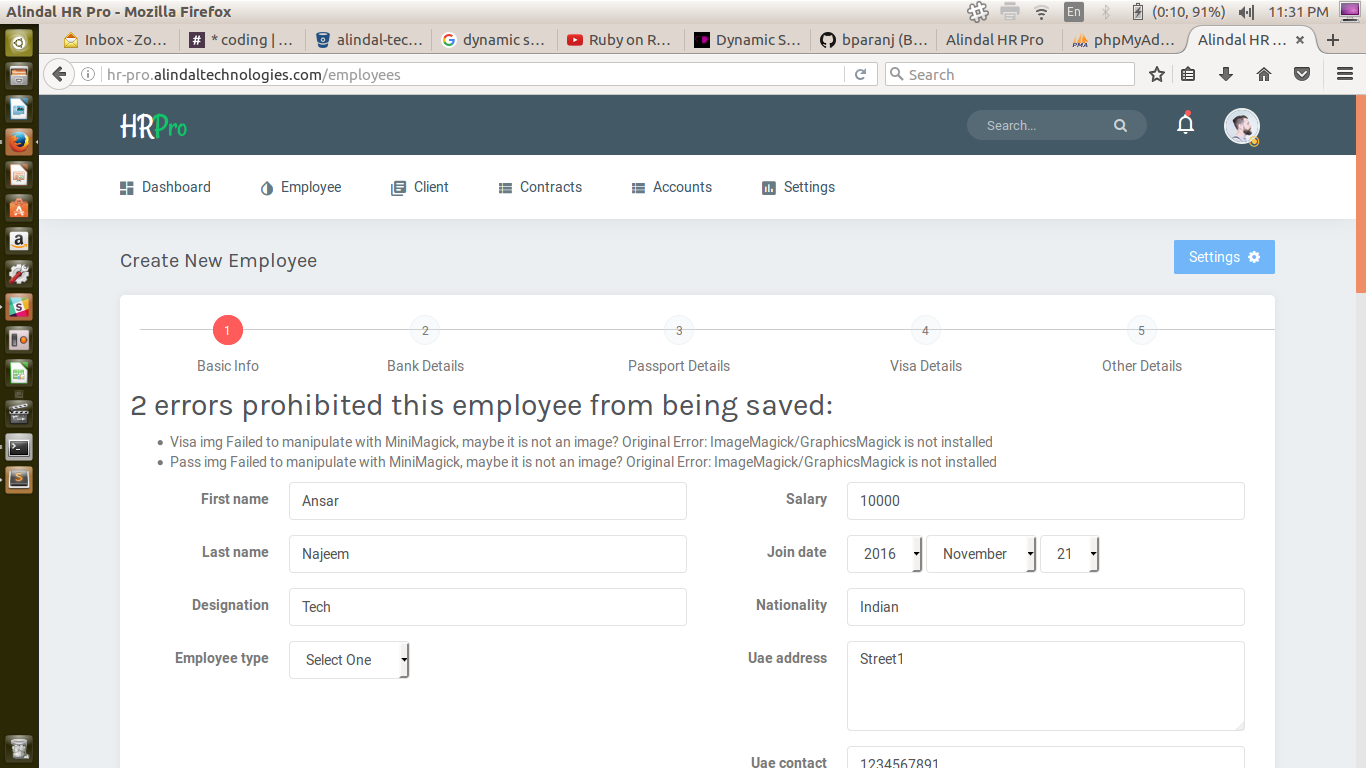 Alindal HR Pro - Mozilla Firefox
En (0:10, 91%) 11:31 PM
Inbox - Zo... # * coding | ... alindal-tec... dynamic s... Ruby on R... Dynamic S... bparanj (B... Alindal HR Pro phpMyAd... Alindal HR ...
hr-pro.alindaltechnologies.com/employees
Search
HRPro
Search...
Dashboard Employee Client Contracts Accounts Settings
Create New Employee
Settings
1 2 3 4 5
Basic Info Bank Details Passport Details Visa Details Other Details
2 errors prohibited this employee from being saved:
Visa img Failed to manipulate with MiniMagick, maybe it is not an image? Original Error: ImageMagick/GraphicsMagick is not installed
Pass img Failed to manipulate with MiniMagick, maybe it is not an image? Original Error: ImageMagick/GraphicsMagick is not installed
First name Ansar
Salary 10000
Last name Najeem
Join date 2016 November 21
Designation Tech
Nationality Indian
Employee type Select One
Uae address Street1
Uae contact 1234567891